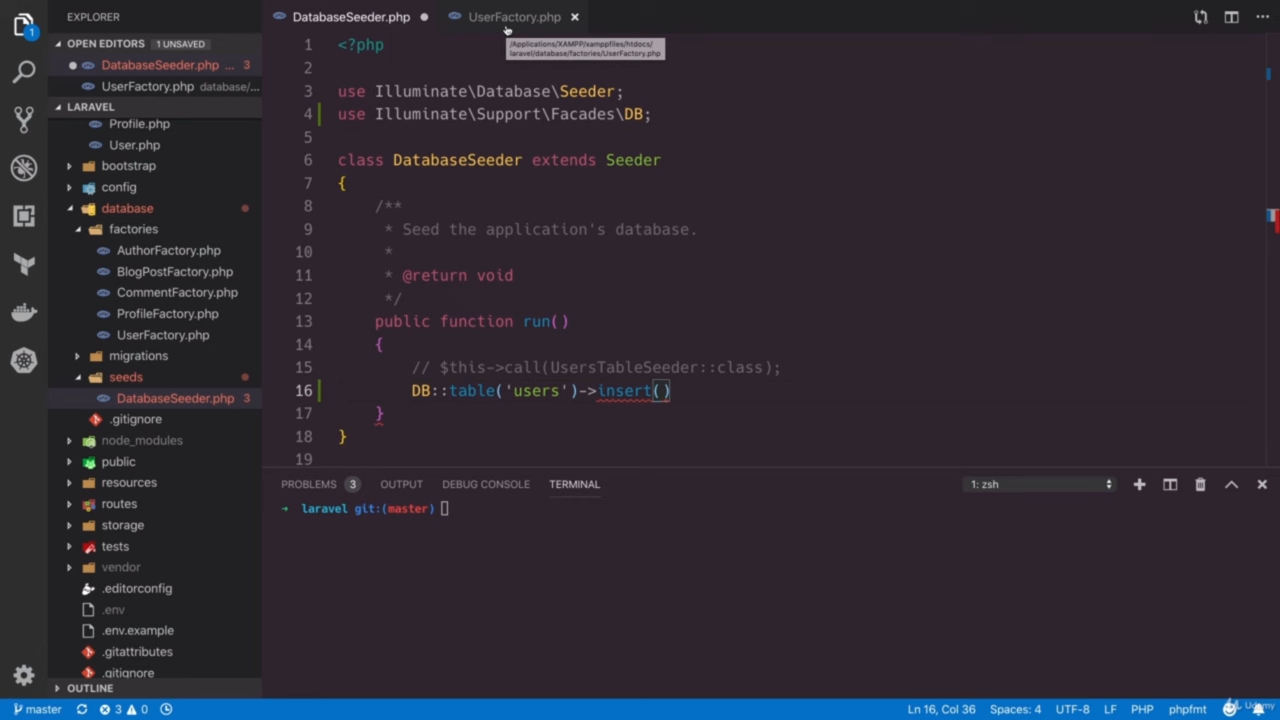 EXPLORER
OPEN EDITORS 1 UNSAVED
DatabaseSeeder.php ... 3
UserFactory.php database/...
LARAVEL
Profile.php
User.php
bootstrap
config
database
factories
AuthorFactory.php
BlogPostFactory.php
CommentFactory.php
ProfileFactory.php
UserFactory.php
migrations
seeds
DatabaseSeeder.php 3
.gitignore
node_modules
public
resources
routes
storage
tests
vendor
.editorconfig
.env
.env.example
.gitattributes
.gitignore
OUTLINE
1
DatabaseSeeder.php
UserFactory.php
/Applications/XAMPP/xamppfiles/htdocs/
laravel/database/factories/UserFactory.php
1 <?php
2
3 use Illuminate\Database\Seeder;
4 use Illuminate\Support\Facades\DB;
5
6 class DatabaseSeeder extends Seeder
7 {
8 /**
9 * Seed the application's database.
10 *
11 * @return void
12 */
13 public function run()
14 {
15 // $this->call(UsersTableSeeder::class);
16 DB::table('users')->insert()
17 }
18 }
19
PROBLEMS 3 OUTPUT DEBUG CONSOLE TERMINAL 1: zsh
→ laravel git:(master)
master 3 0 Ln 16, Col 36 Spaces: 4 UTF-8 LF PHP phpfmt
Udemy